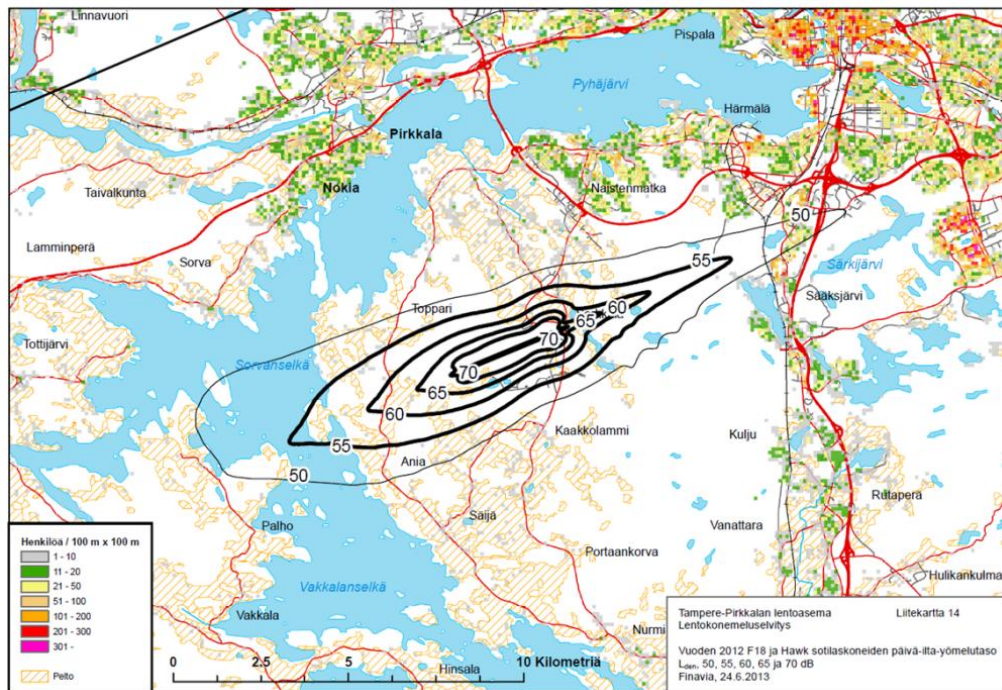 Linnavuori
Pispala
Pyhäjärvi
Härmälä
Pirkkala
Taivalkunta
Nokia
Naistenmatka
50
Lamminperä
Sorva
55
Särkijärvi
Sääksjärvi
Toppari
60
65
Tottijärvi
70
Sorvanselkä
70
65
60
Kaakkolammi
Kulju
55
Ania
50
Rutaperä
Palho
Säijä
Vanattara
Portaankorva
Henkilöä / 100 m x 100 m
1 - 10
11 - 20
21 - 50
51 - 100
101 - 200
201 - 300
301 -
Pelto
Vakkalanselkä
Hulikankulma
Vakkala
Nurmi
Hinsala
0 2.5 5 10 Kilometriä
Tampere-Pirkkalan lentoasema Liitekartta 14
Lentokonemeluselvitys
Vuoden 2012 F18 ja Hawk sotilaskoneiden päivä-ilta-yömelutaso
Lden, 50, 55, 60, 65 ja 70 dB
Finavia, 24.6.2013